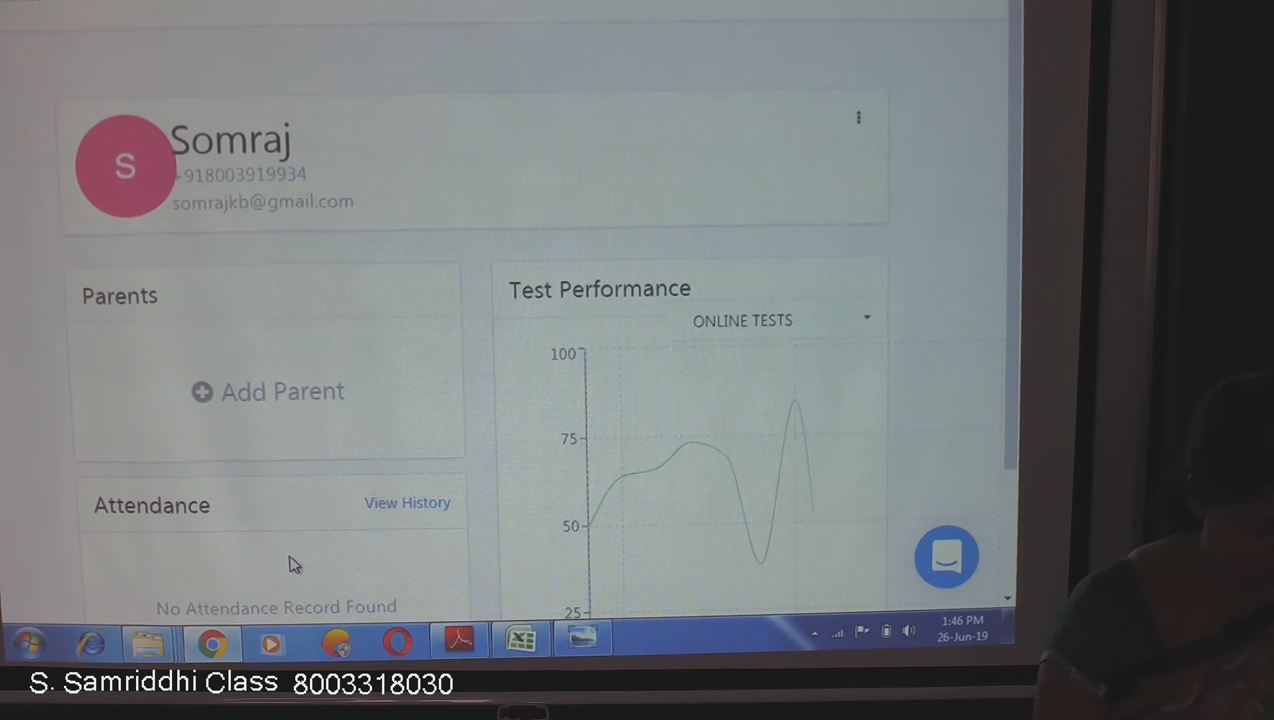 S
Somraj
+918003919934
somrajkb@gmail.com
Parents
Add Parent
Attendance
View History
No Attendance Record Found
Test Performance
ONLINE TESTS
100
75
50
25
1:46 PM
26-Jun-19
S. Samriddhi Class 8003318030